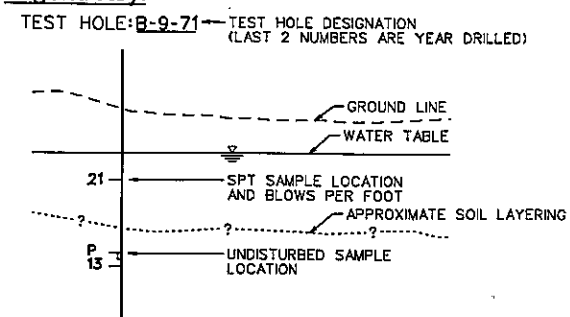 TEST HOLE: B-9-71 TEST HOLE DESIGNATION
(LAST 2 NUMBERS ARE YEAR DRILLED)
GROUND LINE
WATER TABLE
21 SPT SAMPLE LOCATION
AND BLOWS PER FOOT
APPROXIMATE SOIL LAYERING
? ? ?
P UNDISTURBED SAMPLE
13 LOCATION